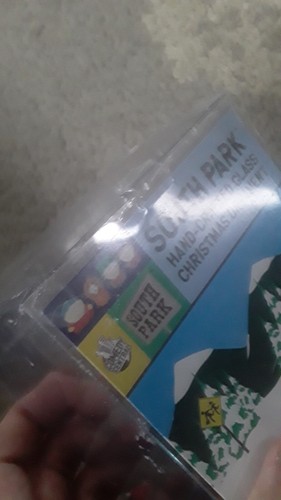 SOUTH PARK
HAND-CRAFTED GLASS
CHRISTMAS ORNAMENT
SOUTH
PARK